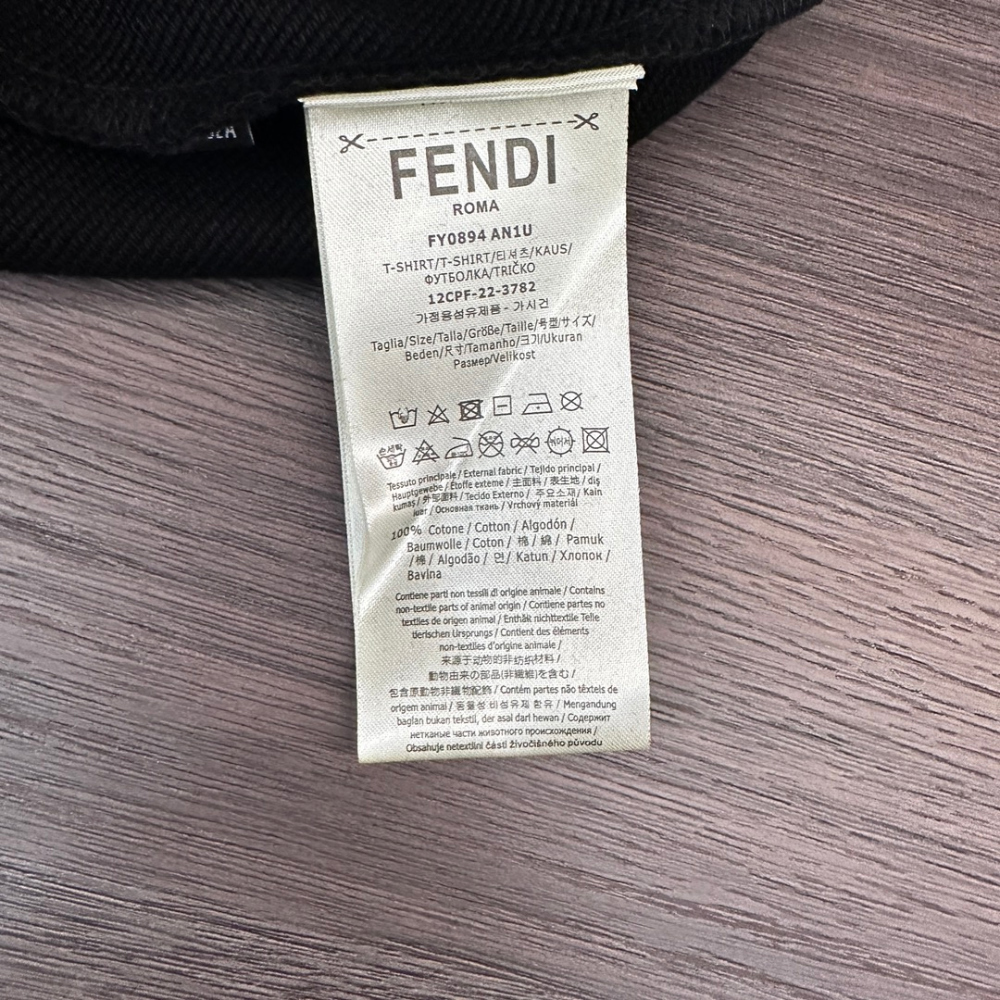 FENDI
ROMA
FY0894 AN1U
T-SHIRT/T-SHIRT/티셔츠/KAUS/
ФУТБОЛКА/TRIČKO
12CPF-22-3782
가정용섬유제품 - 가시건
Taglia/Size/Talla/Größe/Taille/号型/サイズ/
Beden/尺寸/Tamanho/크기/Ukuran
Размер/Velikost
손세탁
Tessuto principale / External fabric / Tejido principal /
Hauptgewebe / Étoffe externe / 主面料 / 表生地 / dış
kumaş / 外部面料 / Tecido Externo / 주요소재 / Kain
luar / Основная ткань / Vrchový materiál
100% Cotone / Cotton / Algodón /
Baumwolle / Coton / 棉 / 綿 / Pamuk
/ 棉 / Algodão / 면 / Katun / Хлопок /
Bavlna
Contiene parti non tessili di origine animale / Contains
non-textile parts of animal origin / Contiene partes no
textiles de origen animal / Enthält nichttextile Teile
tierischen Ursprungs / Contient des éléments
non-textiles d'origine animale /
来源于动物的非纺织材料 /
動物由来の部品(非繊維)を含む /
包含原動物非織物配飾 / Contém partes não têxteis de
origem animal / 동물성 비섬유제 함유 / Mengandung
bagian bukan tekstil, der asal dari hewan / Содержит
нетканые части животного происхождения /
Obsahuje netextilní části živočišného původu